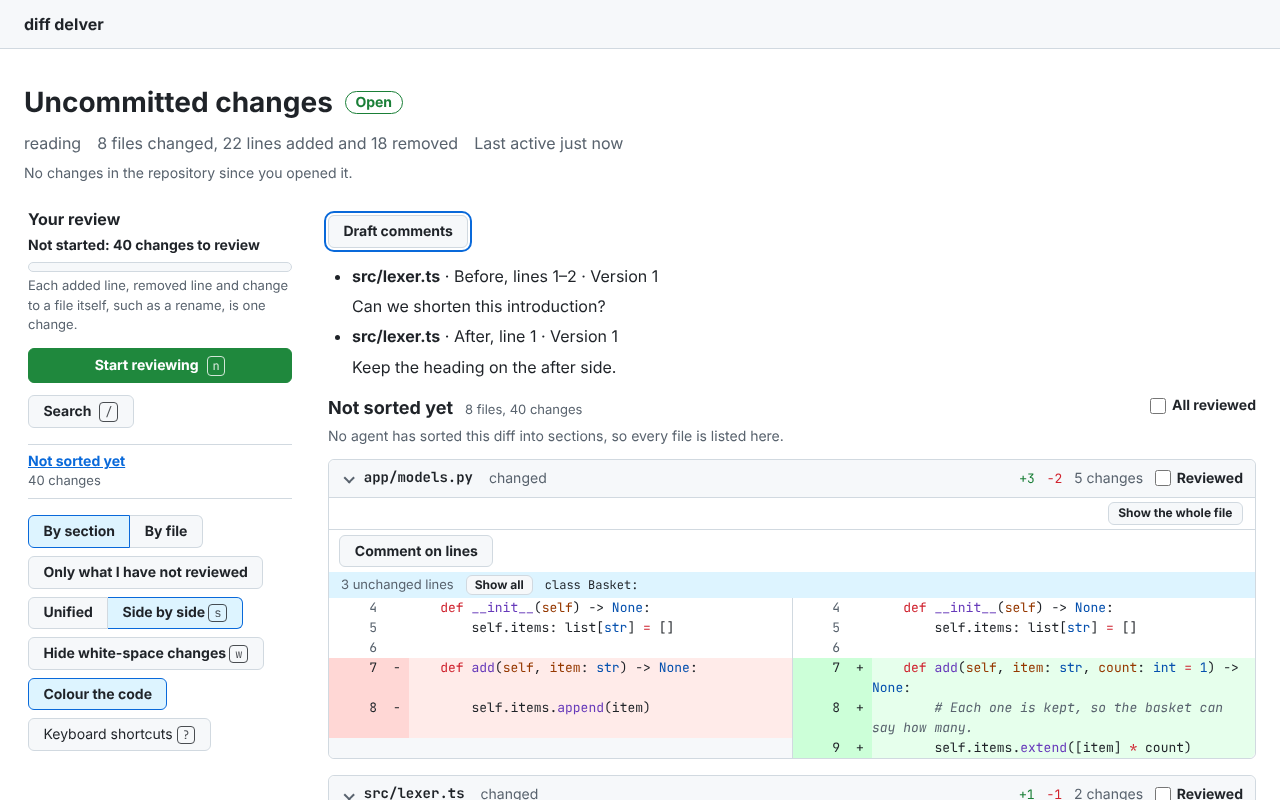 diff delver
Uncommitted changes Open
reading 8 files changed, 22 lines added and 18 removed Last active just now
No changes in the repository since you opened it.
Your review
Not started: 40 changes to review
Each added line, removed line and change
to a file itself, such as a rename, is one
change.
Start reviewing n
Search /
Not sorted yet
40 changes
By section By file
Only what I have not reviewed
Unified Side by side s
Hide white-space changes w
Colour the code
Keyboard shortcuts ?
Draft comments
• src/lexer.ts · Before, lines 1–2 · Version 1
Can we shorten this introduction?
• src/lexer.ts · After, line 1 · Version 1
Keep the heading on the after side.
Not sorted yet 8 files, 40 changes All reviewed
No agent has sorted this diff into sections, so every file is listed here.
app/models.py changed +3 -2 5 changes Reviewed
Show the whole file
Comment on lines
3 unchanged lines Show all class Basket:
4 def __init__(self) -> None:
5 self.items: list[str] = []
6
7 - def add(self, item: str) -> None:
8 - self.items.append(item)
4 def __init__(self) -> None:
5 self.items: list[str] = []
6
7 + def add(self, item: str, count: int = 1) ->
None:
8 + # Each one is kept, so the basket can
say how many.
9 + self.items.extend([item] * count)
src/lexer.ts changed +1 -1 2 changes Reviewed